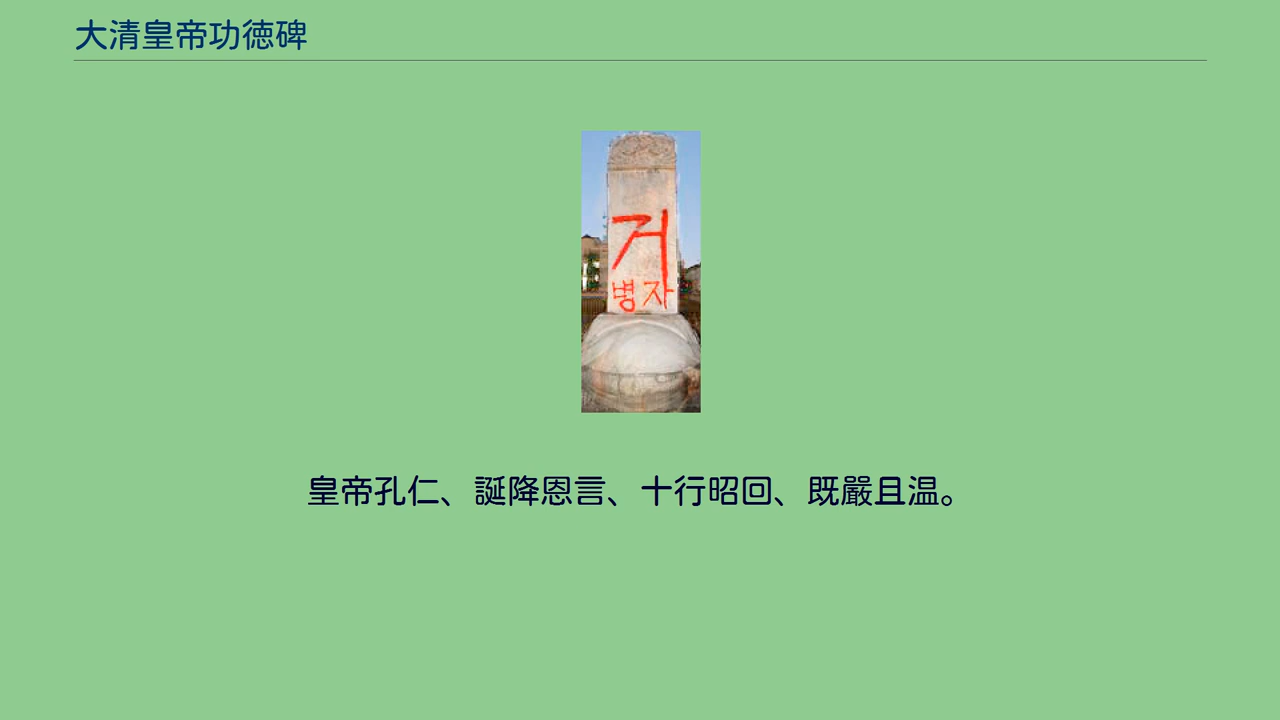 大清皇帝功徳碑
거
병자
皇帝孔仁、誕降恩言、十行昭回、既嚴且温。